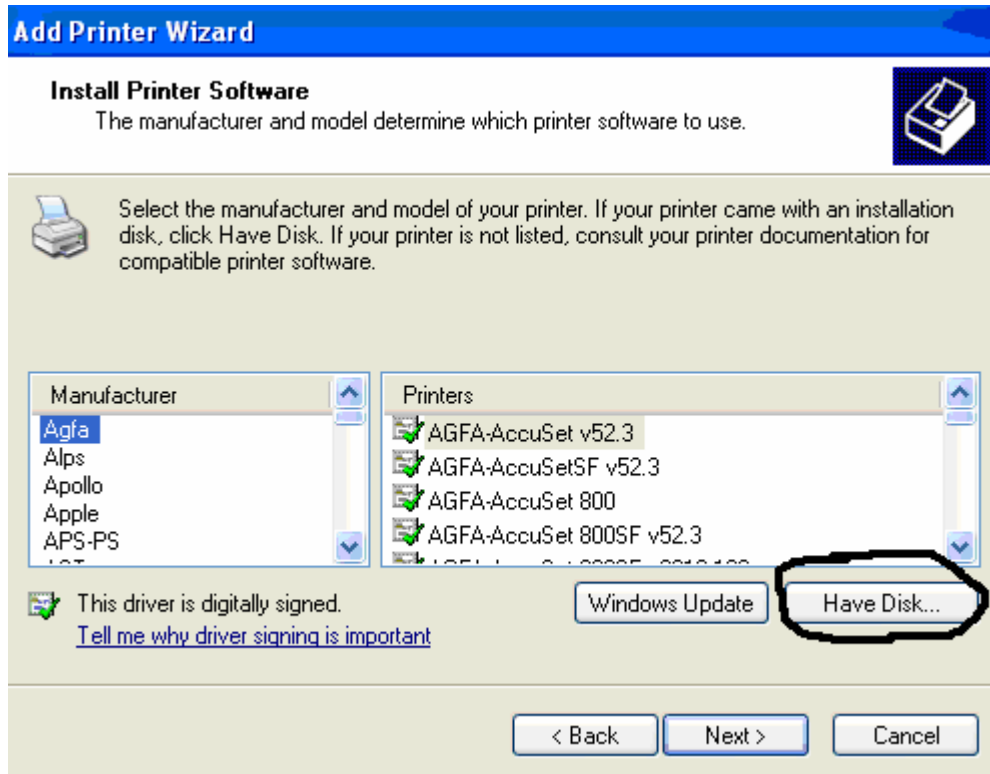 Add Printer Wizard
Install Printer Software
The manufacturer and model determine which printer software to use.
Select the manufacturer and model of your printer. If your printer came with an installation
disk, click Have Disk. If your printer is not listed, consult your printer documentation for
compatible printer software.
Manufacturer
Agfa
Alps
Apollo
Apple
APS-PS
Printers
AGFA-AccuSet v52.3
AGFA-AccuSetSF v52.3
AGFA-AccuSet 800
AGFA-AccuSet 800SF v52.3
This driver is digitally signed.
Tell me why driver signing is important
Windows Update
Have Disk...
< Back
Next >
Cancel